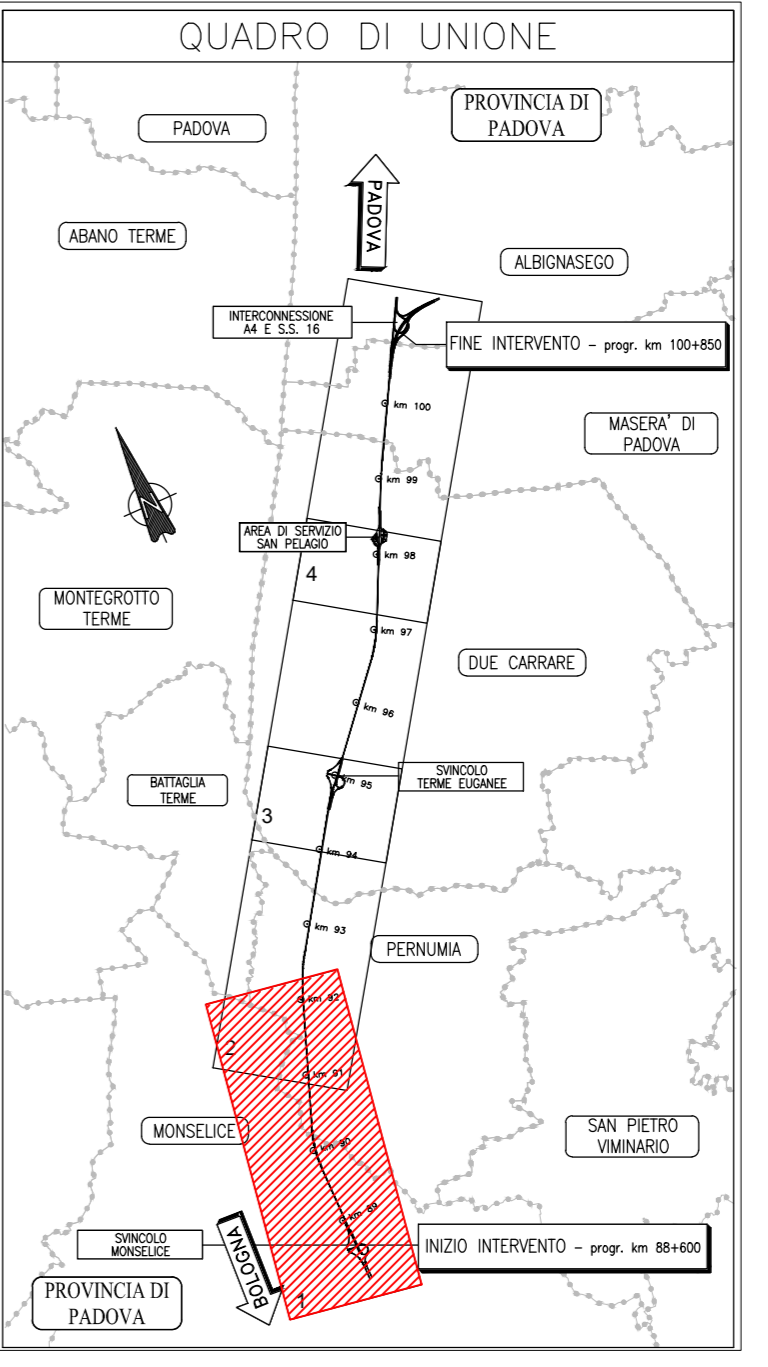 QUADRO DI UNIONE
PROVINCIA DI
PADOVA
PADOVA
PADOVA
ABANO TERME
ALBIGNASEGO
INTERCONNESSIONE
A4 E S.S. 16
FINE INTERVENTO - progr. km 100+850
km 100
MASERA' DI
PADOVA
km 99
AREA DI SERVIZIO
SAN PELAGIO
km 98
4
MONTEGROTTO
TERME
km 97
DUE CARRARE
km 96
BATTAGLIA
TERME
km 95
SVINCOLO
TERME EUGANEE
3
km 94
km 93
PERNUMIA
km 92
2
km 91
MONSELICE
km 90
SAN PIETRO
VIMINARIO
km 89
SVINCOLO
MONSELICE
BOLOGNA
INIZIO INTERVENTO - progr. km 88+600
PROVINCIA DI
PADOVA
1